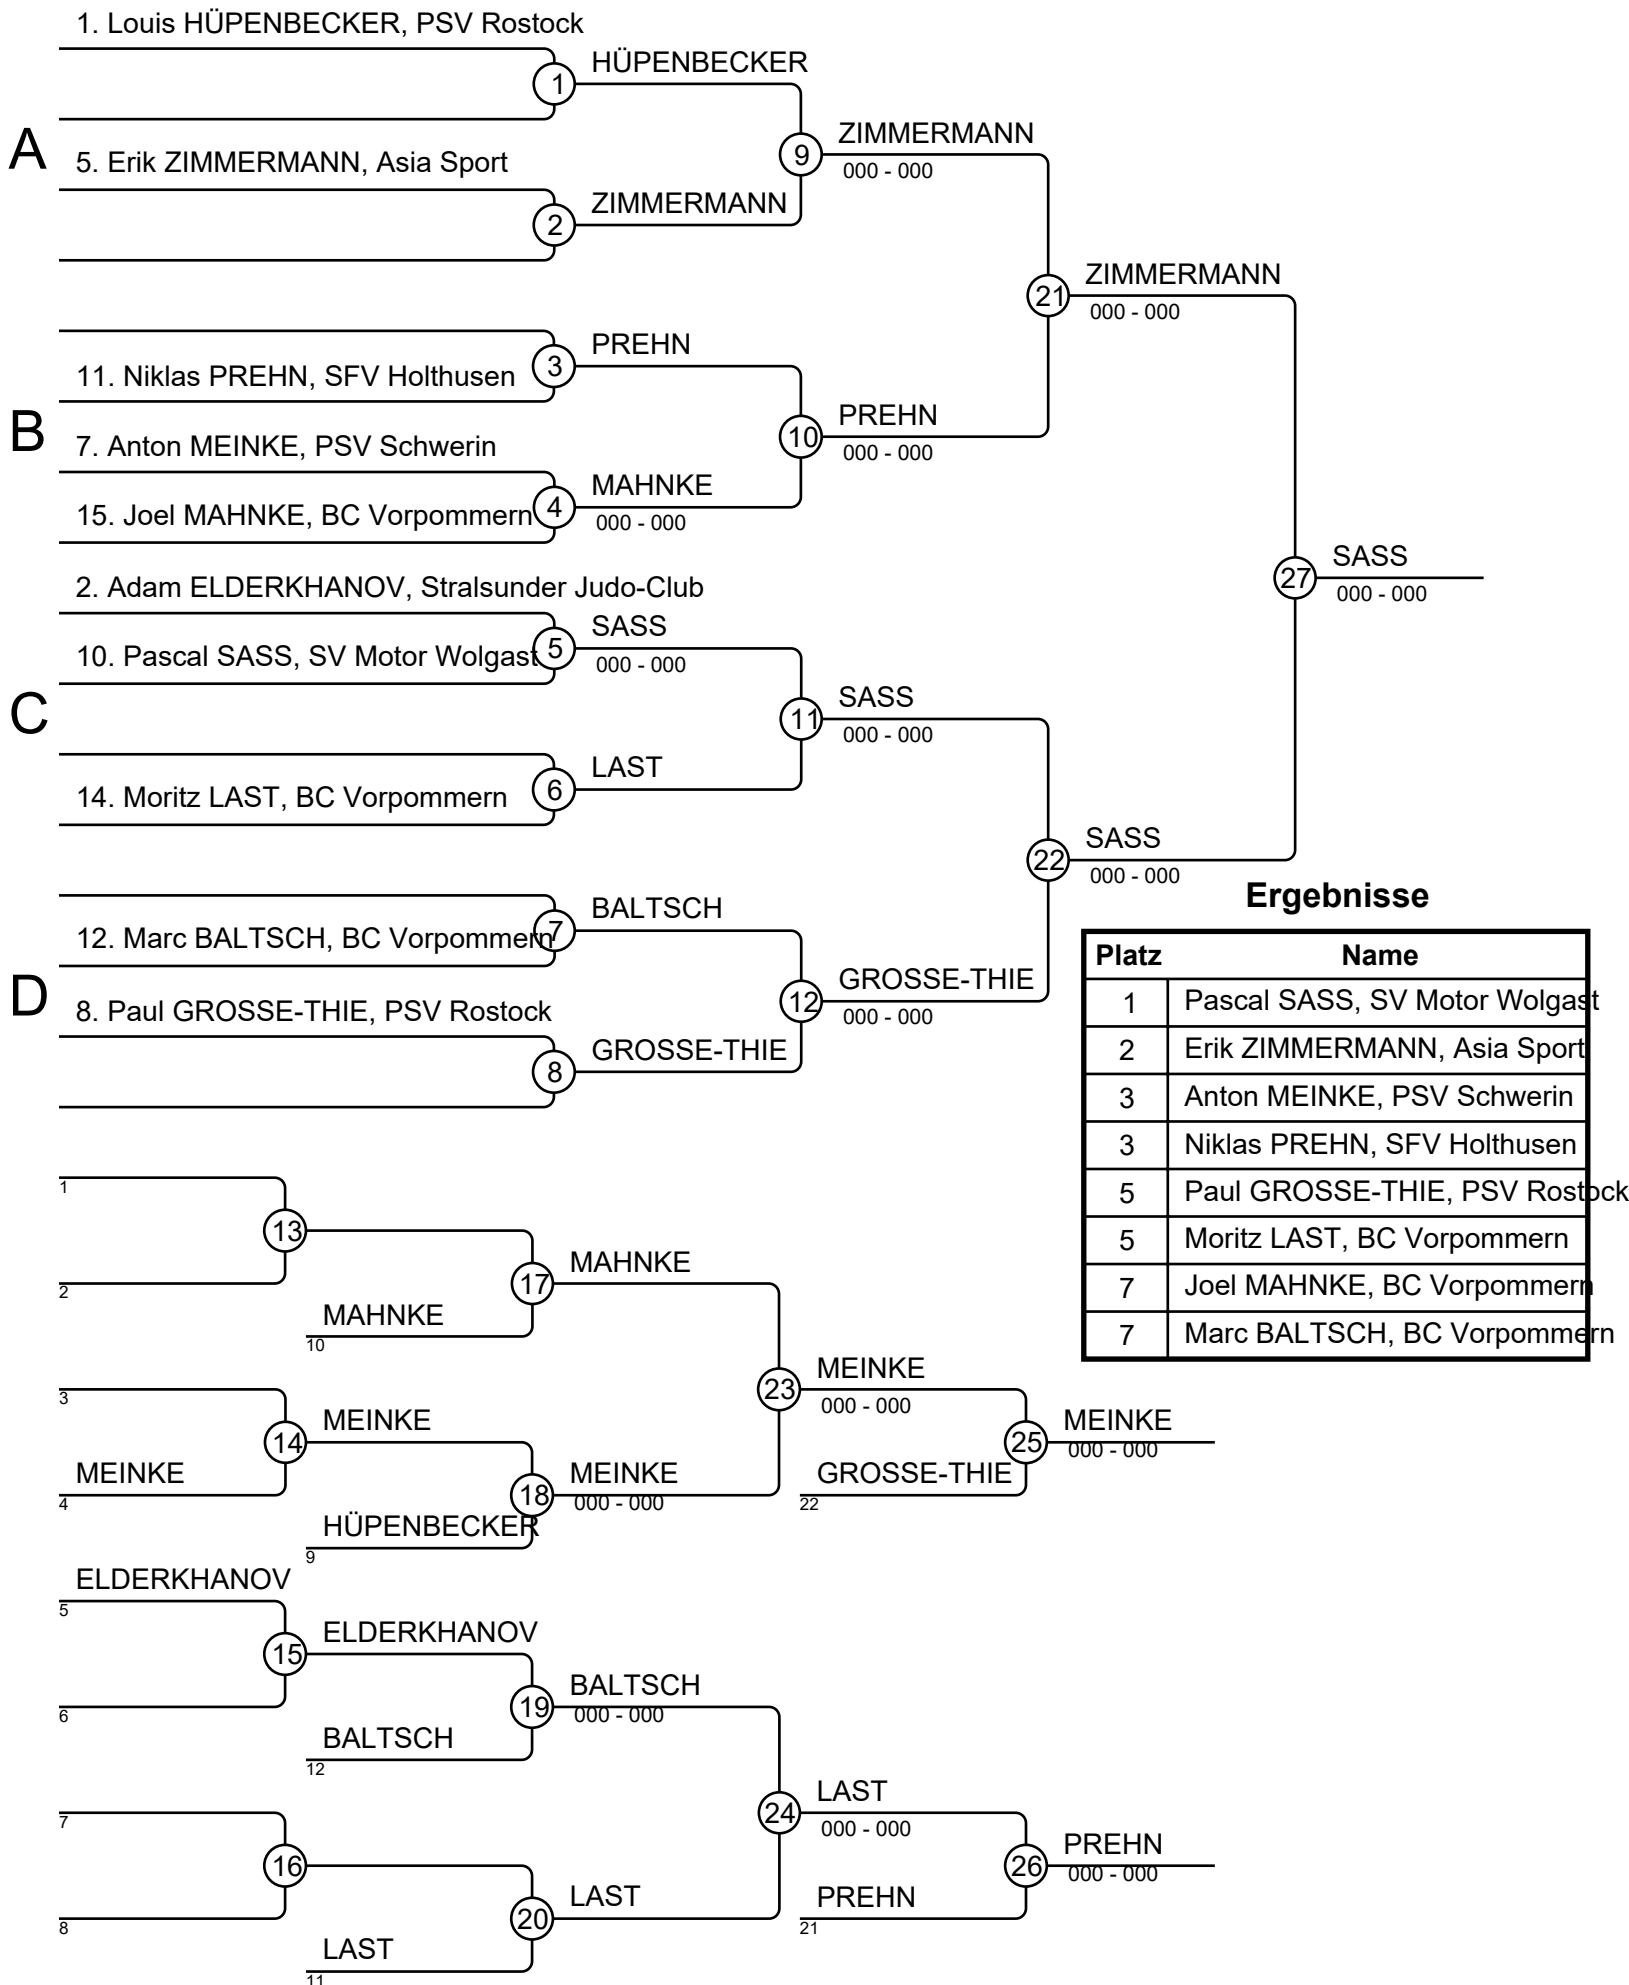 1. Louis HÜPENBECKER, PSV Rostock
HÜPENBECKER
1
A
ZIMMERMANN
9
000 - 000
5. Erik ZIMMERMANN, Asia Sport
ZIMMERMANN
2
ZIMMERMANN
21
000 - 000
PREHN
3
11. Niklas PREHN, SFV Holthusen
B
PREHN
10
000 - 000
7. Anton MEINKE, PSV Schwerin
MAHNKE
4
15. Joel MAHNKE, BC Vorpommern
000 - 000
SASS
27
000 - 000
2. Adam ELDERKHANOV, Stralsunder Judo-Club
SASS
5
10. Pascal SASS, SV Motor Wolgast
000 - 000
C
SASS
11
000 - 000
LAST
6
14. Moritz LAST, BC Vorpommern
SASS
22
000 - 000
BALTSCH
7
12. Marc BALTSCH, BC Vorpommern
D
GROSSE-THIE
12
000 - 000
8. Paul GROSSE-THIE, PSV Rostock
GROSSE-THIE
8
Ergebnisse
Platz Name
1 Pascal SASS, SV Motor Wolgast
2 Erik ZIMMERMANN, Asia Sport
3 Anton MEINKE, PSV Schwerin
3 Niklas PREHN, SFV Holthusen
5 Paul GROSSE-THIE, PSV Rostock
5 Moritz LAST, BC Vorpommern
7 Joel MAHNKE, BC Vorpommern
7 Marc BALTSCH, BC Vorpommern
1
13
2
MAHNKE
17
MAHNKE
10
MEINKE
23
000 - 000
3
MEINKE
14
MEINKE
4
MEINKE
18
000 - 000
HÜPENBECKER
9
MEINKE
25
000 - 000
GROSSE-THIE
22
ELDERKHANOV
5
ELDERKHANOV
15
6
BALTSCH
19
000 - 000
BALTSCH
12
LAST
24
000 - 000
7
16
8
LAST
20
LAST
11
PREHN
26
000 - 000
PREHN
21